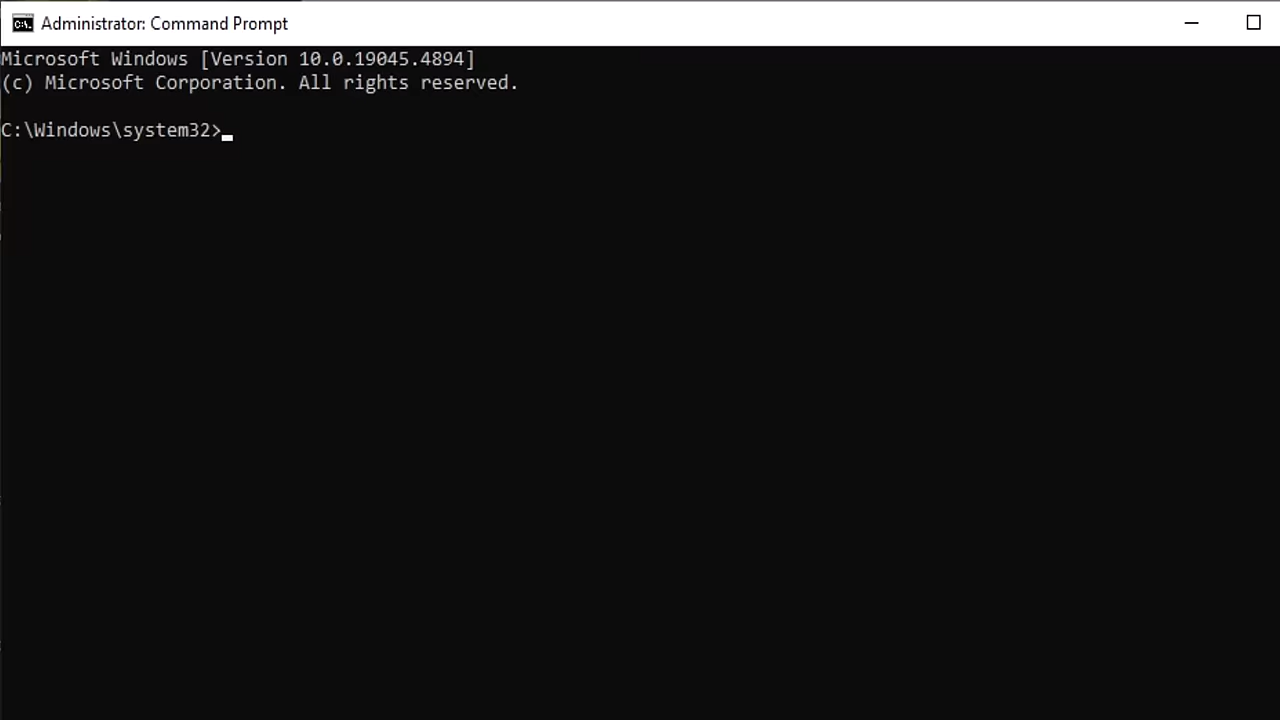 Administrator: Command Prompt
Microsoft Windows [Version 10.0.19045.4894]
(c) Microsoft Corporation. All rights reserved.
C:\Windows\system32>